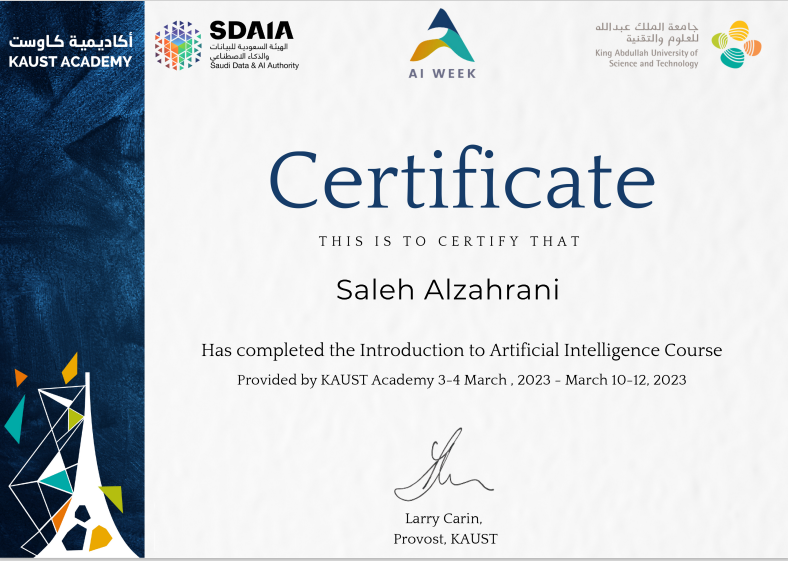 أكاديمية كاوست
KAUST ACADEMY
SDAIA
الهيئة السعودية للبيانات
والذكاء الاصطناعي
Saudi Data & AI Authority
AI WEEK
جامعة الملك عبدالله
للعلوم والتقنية
King Abdullah University of
Science and Technology
Certificate
THIS IS TO CERTIFY THAT
Saleh Alzahrani
Has completed the Introduction to Artificial Intelligence Course
Provided by KAUST Academy 3-4 March , 2023 - March 10-12, 2023
Larry Carin,
Provost, KAUST